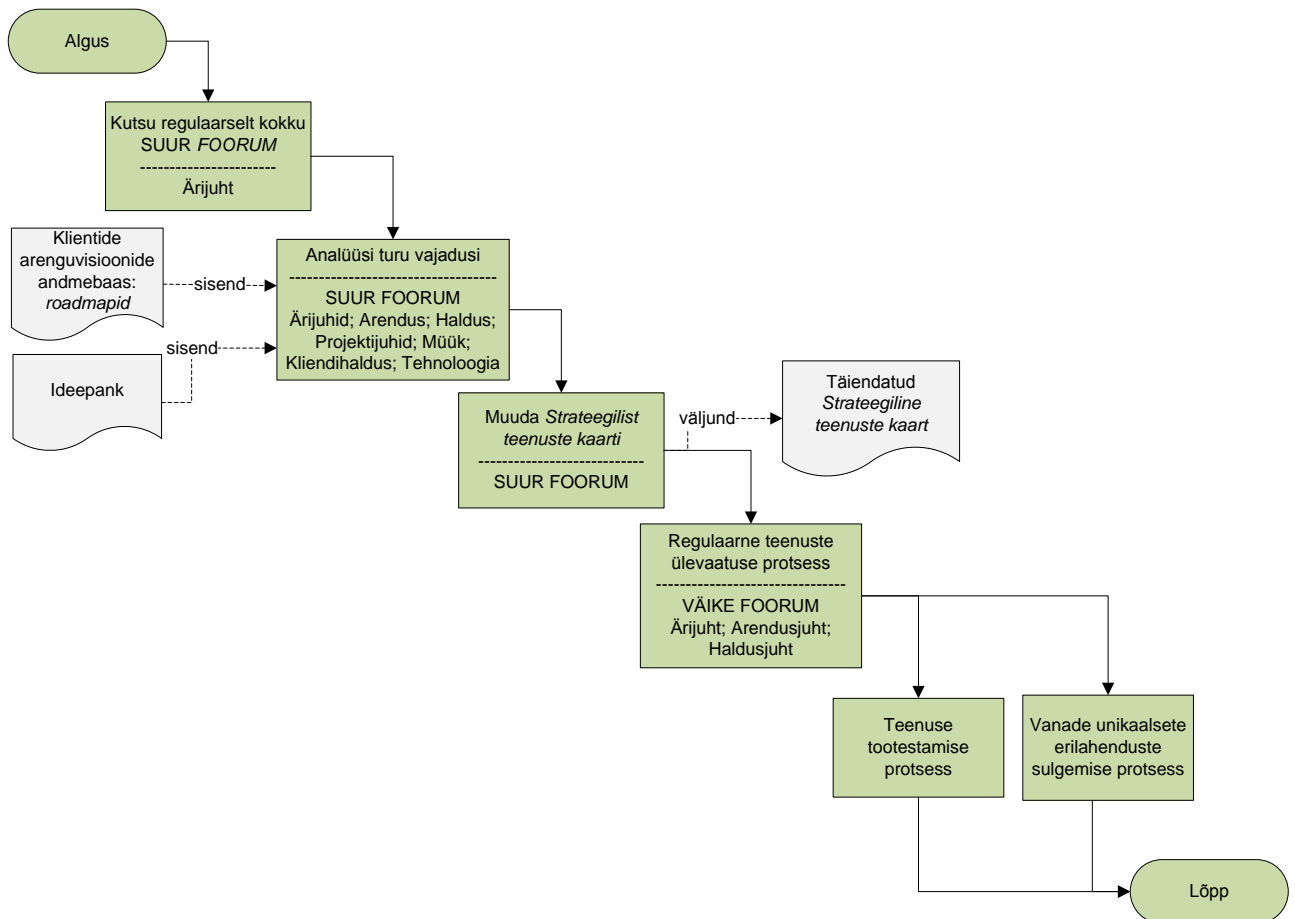 Algus
Kutsu regulaarselt kokku
SUUR FOORUM
-----------------------
Ärijuht
Klientide
arenguvisioonide
andmebaas:
roadmapid
sisend
Analüüsi turu vajadusi
-----------------------------------
SUUR FOORUM
Ärijuhid; Arendus; Haldus;
Projektijuhid; Müük;
Kliendihaldus; Tehnoloogia
sisend
Ideepank
Muuda Strateegilist
teenuste kaarti
----------------------------
SUUR FOORUM
väljund
Täiendatud
Strateegiline
teenuste kaart
Regulaarne teenuste
ülevaatuse protsess
--------------------------------
VÄIKE FOORUM
Ärijuht; Arendusjuht;
Haldusjuht
Teenuse
tootestamise
protsess
Vanade unikaalsete
erilahenduste
sulgemise protsess
Lõpp